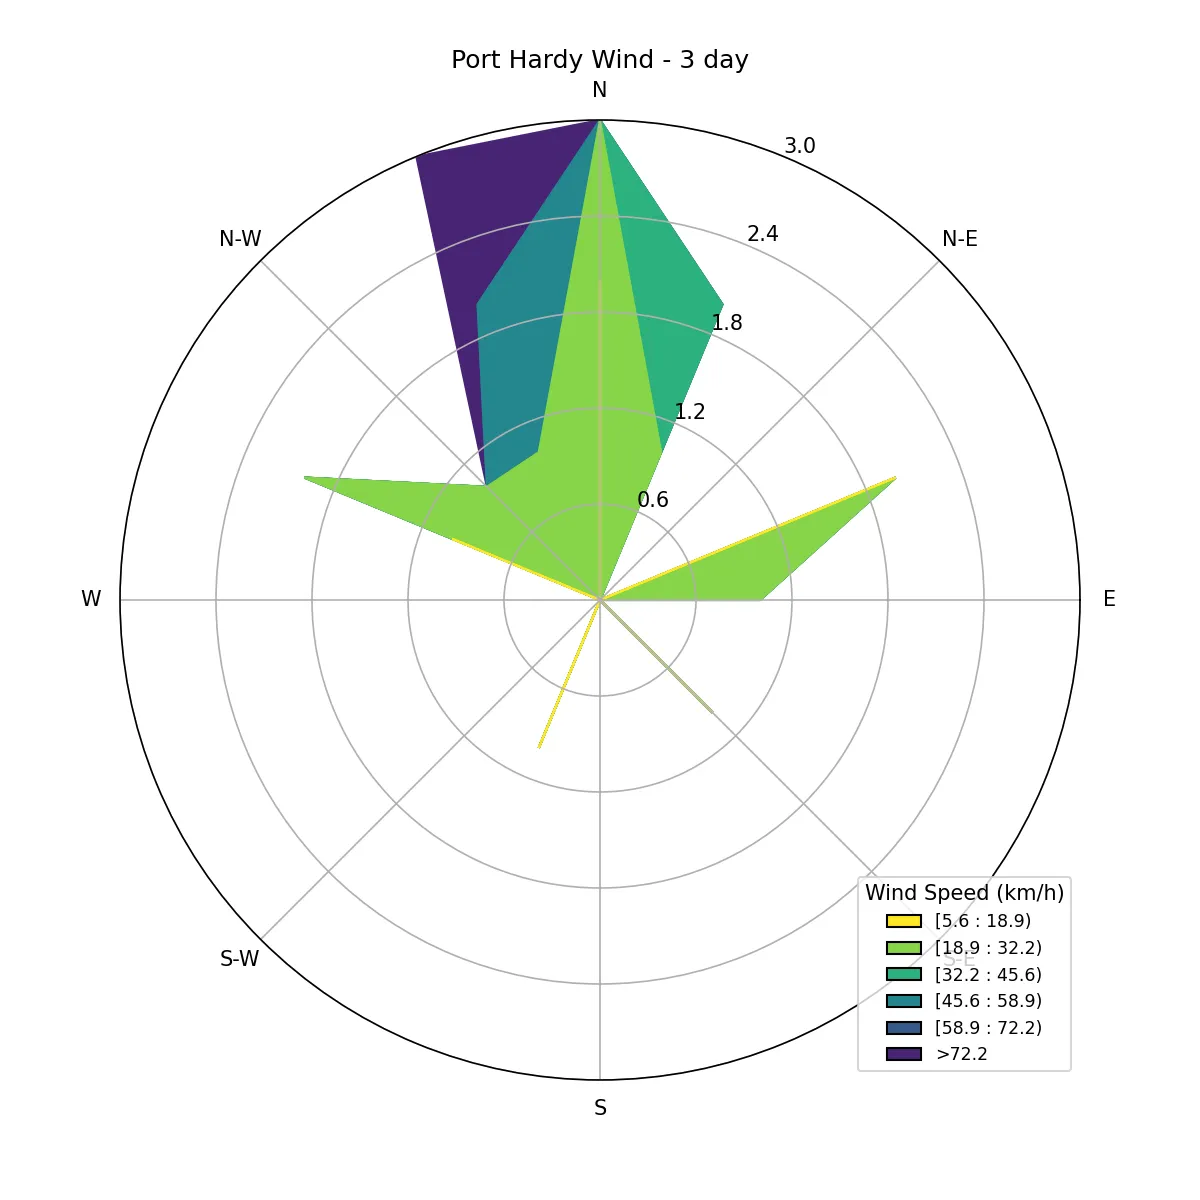 Port Hardy Wind - 3 day
N
3.0
N-W
2.4
N-E
1.8
1.2
0.6
W
E
Wind Speed (km/h)
[5.6 : 18.9)
[18.9 : 32.2)
S-W
S-E
[32.2 : 45.6)
[45.6 : 58.9)
[58.9 : 72.2)
>72.2
S